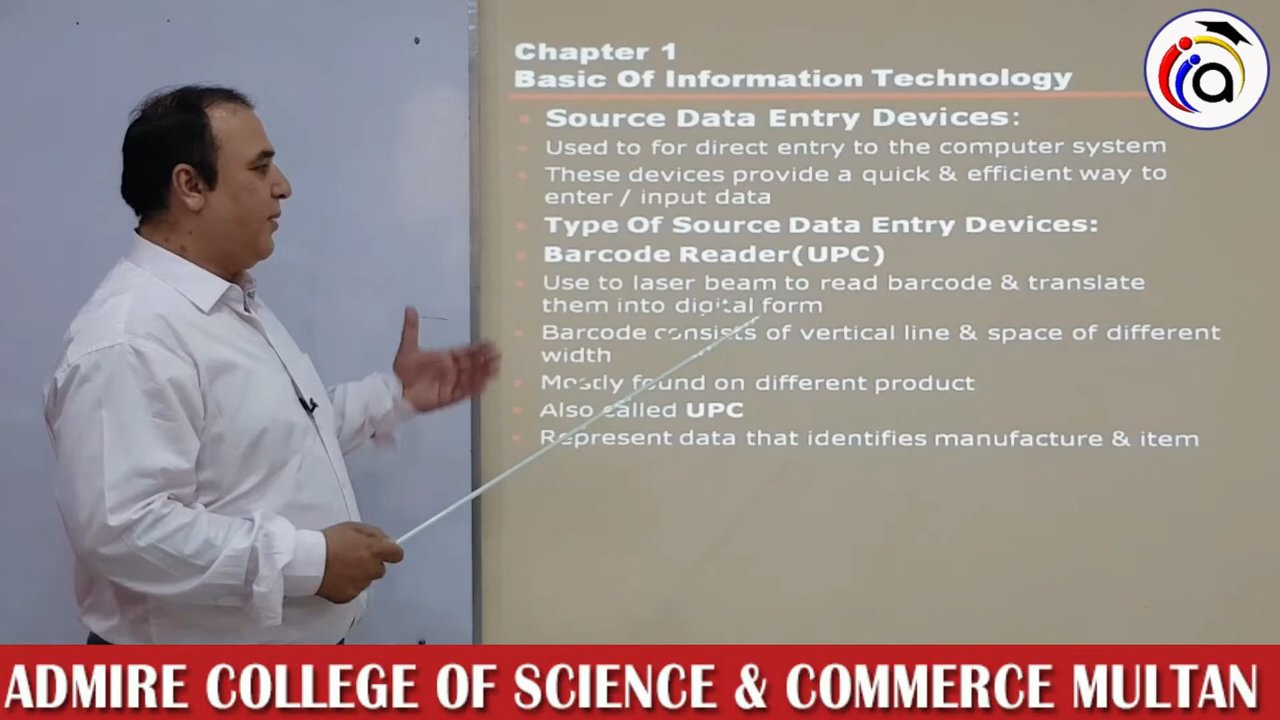 Chapter 1
Basic Of Information Technology
Source Data Entry Devices:
Used to for direct entry to the computer system
These devices provide a quick & efficient way to
enter / input data
Type Of Source Data Entry Devices:
Barcode Reader(UPC)
Use to laser beam to read barcode & translate
them into digital form
Barcode consists of vertical line & space of different
width
Mostly found on different product
Also called UPC
Represent data that identifies manufacture & item
a
ADMIRE COLLEGE OF SCIENCE & COMMERCE MULTAN